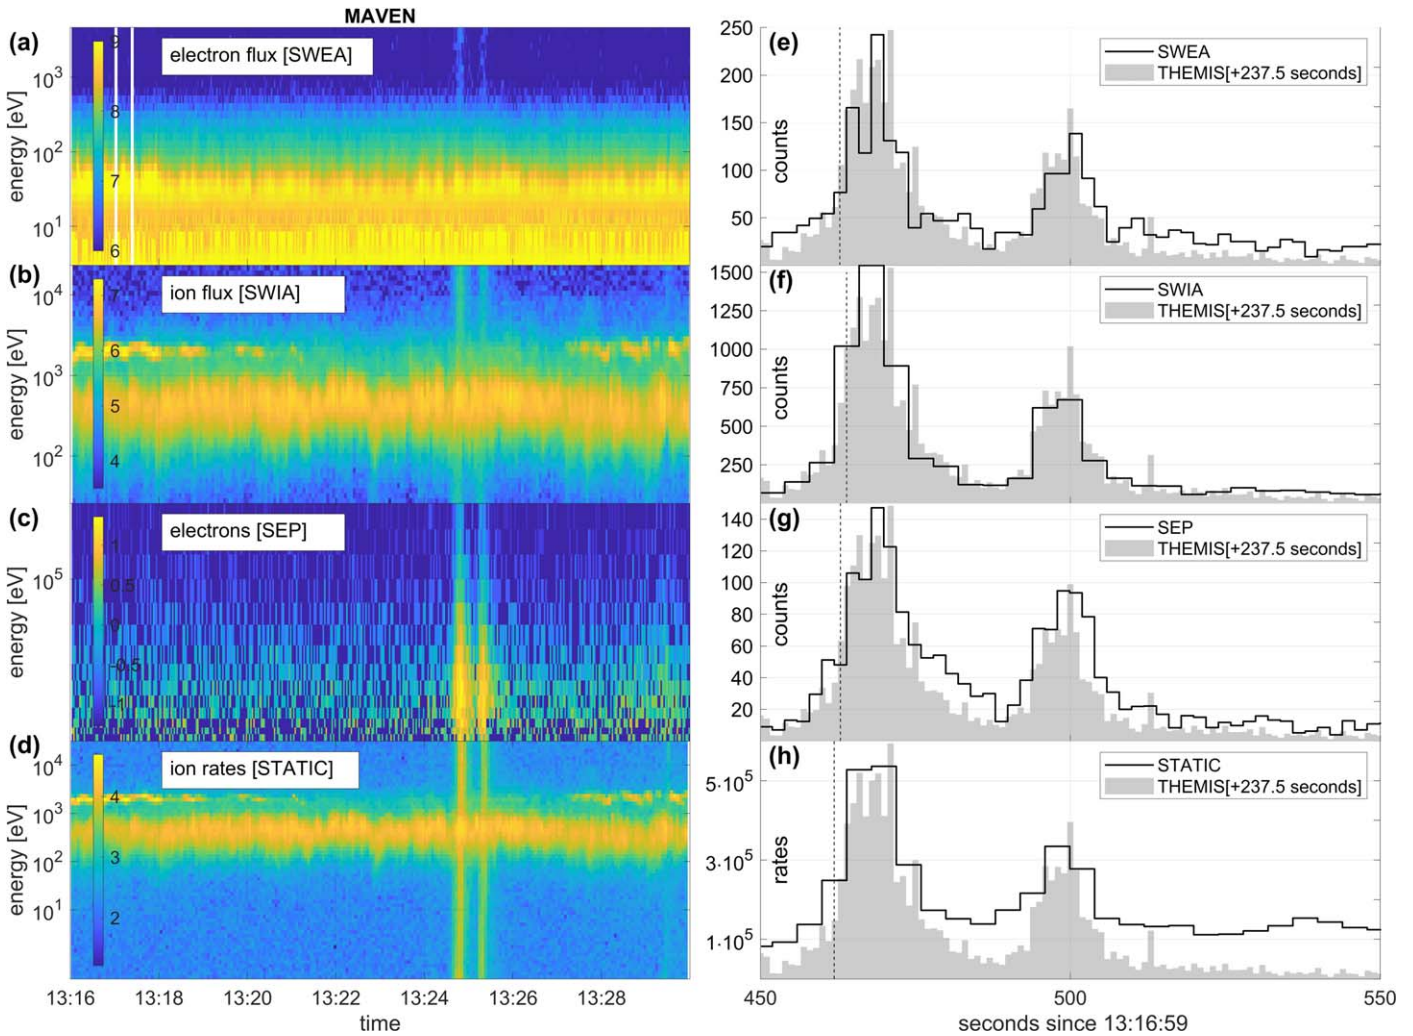 MAVEN
(a)
electron flux [SWEA]
9
8
7
6
10³
10²
10¹
energy [eV]
(b)
ion flux [SWIA]
7
6
5
4
10⁴
10³
10²
energy [eV]
(c)
electrons [SEP]
1
0.5
0
-0.5
-1
10⁵
energy [eV]
(d)
ion rates [STATIC]
4
3
2
10⁴
10³
10²
10¹
energy [eV]
13:16 13:18 13:20 13:22 13:24 13:26 13:28
time
(e)
SWEA
THEMIS[+237.5 seconds]
250
200
150
100
50
counts
(f)
SWIA
THEMIS[+237.5 seconds]
1500
1000
750
500
250
counts
(g)
SEP
THEMIS[+237.5 seconds]
140
120
100
80
60
40
20
counts
(h)
STATIC
THEMIS[+237.5 seconds]
5·10⁵
3·10⁵
1·10⁵
rates
450 500 550
seconds since 13:16:59